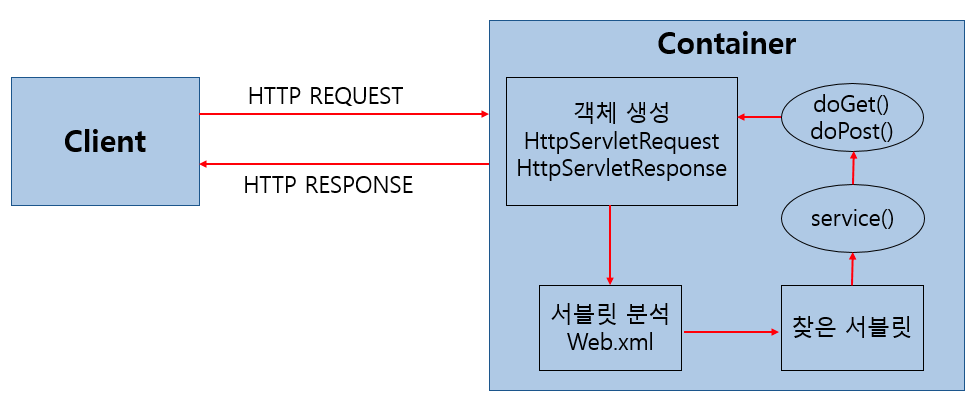 Container
Client
HTTP REQUEST
HTTP RESPONSE
객체 생성
HttpServletRequest
HttpServletResponse
doGet()
doPost()
service()
서블릿 분석
Web.xml
찾은 서블릿